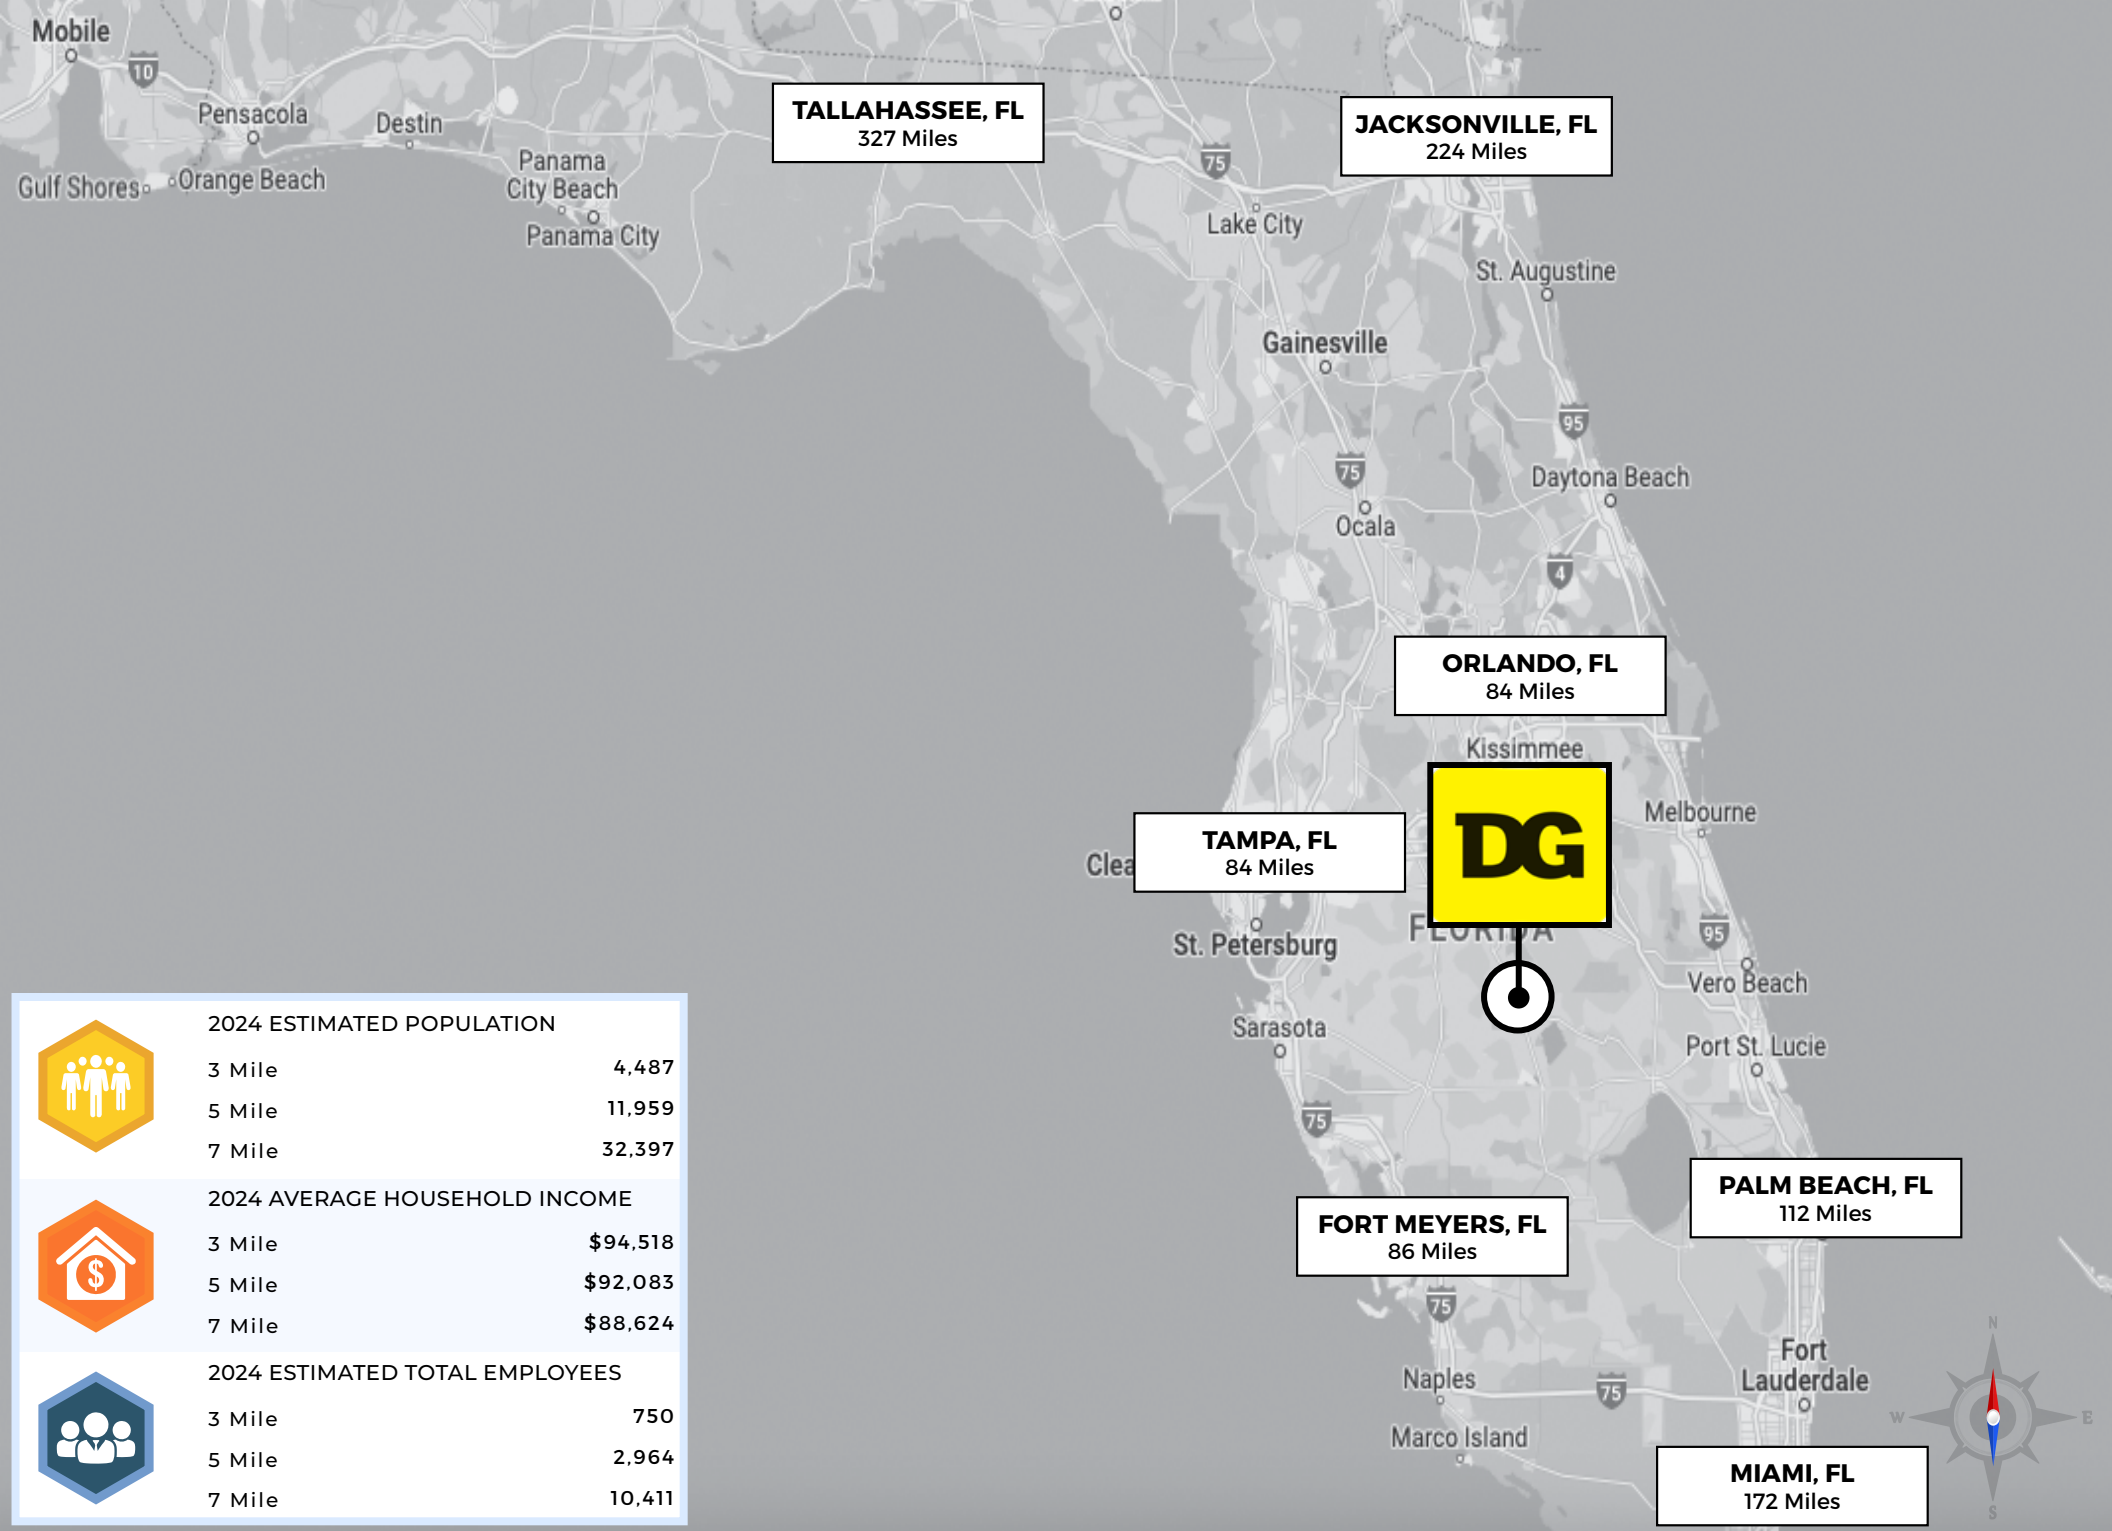 Mobile
10
Pensacola
Destin
Gulf Shores
Orange Beach
Panama
City Beach
Panama City
TALLAHASSEE, FL
327 Miles
JACKSONVILLE, FL
224 Miles
75
Lake City
St. Augustine
Gainesville
95
75
Daytona Beach
Ocala
4
ORLANDO, FL
84 Miles
Kissimmee
DG
Melbourne
TAMPA, FL
84 Miles
Clea
FLORIDA
95
St. Petersburg
Vero Beach
Sarasota
Port St. Lucie
75
PALM BEACH, FL
112 Miles
FORT MEYERS, FL
86 Miles
75
Fort
Lauderdale
Naples
75
Marco Island
MIAMI, FL
172 Miles
N
W
E
S
2024 ESTIMATED POPULATION
3 Mile 4,487
5 Mile 11,959
7 Mile 32,397
2024 AVERAGE HOUSEHOLD INCOME
$
3 Mile $94,518
5 Mile $92,083
7 Mile $88,624
2024 ESTIMATED TOTAL EMPLOYEES
3 Mile 750
5 Mile 2,964
7 Mile 10,411